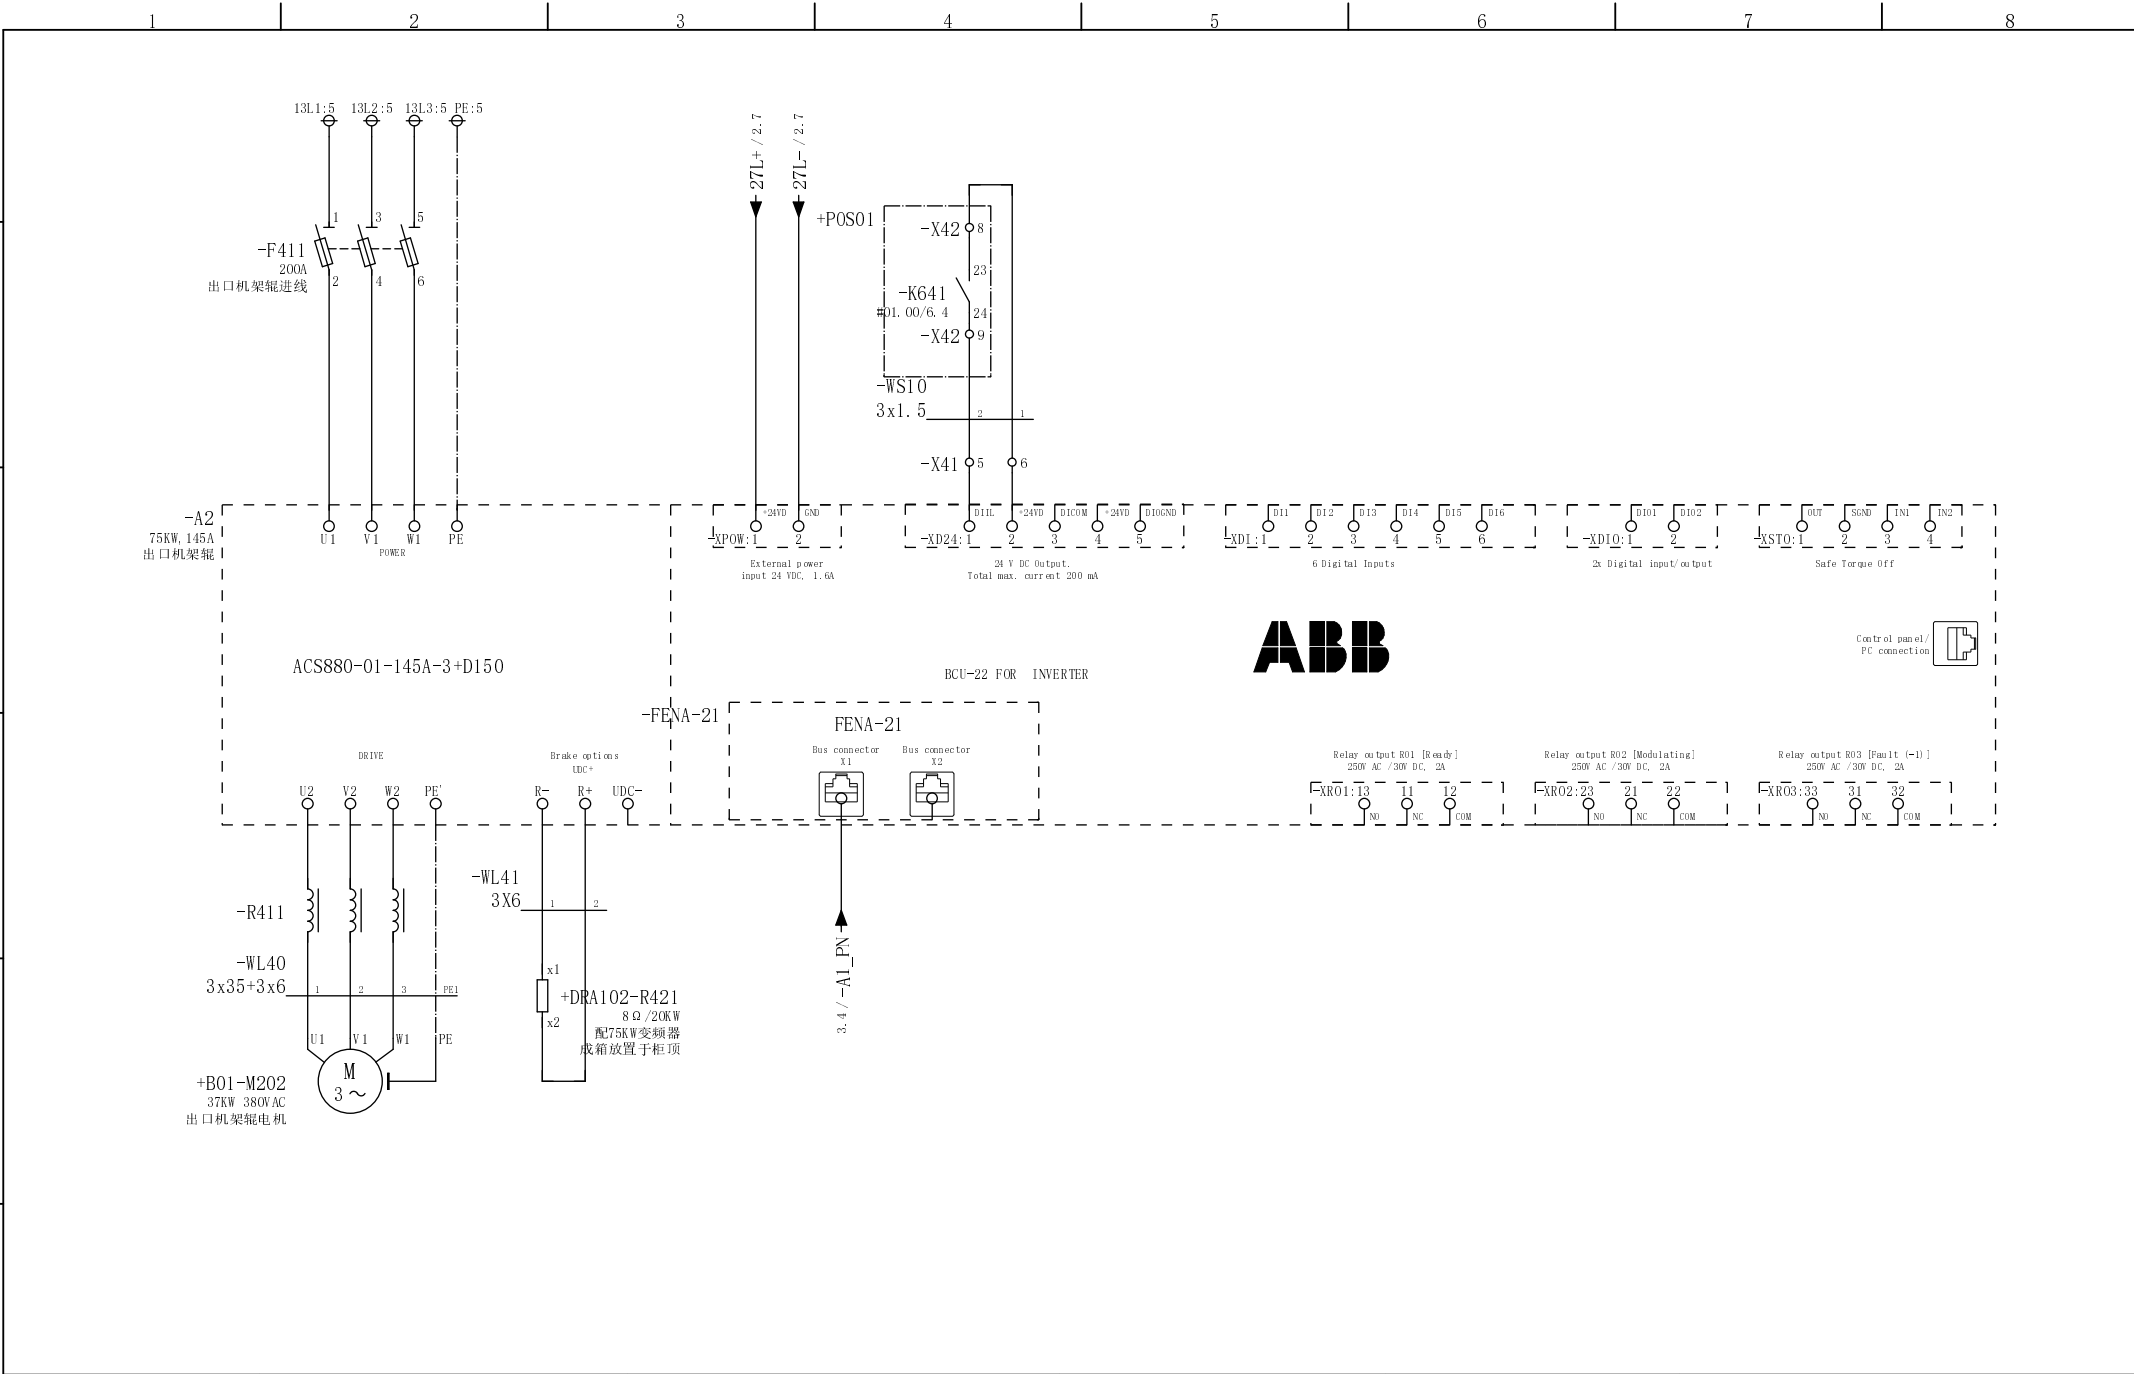 1 2 3 4 5 6 7 8
13L1:5 13L2:5 13L3:5 PE:5
27L+ / 2.7
27L- / 2.7
1 3 5
-F411
200A
出口机架辊进线
2 4 6
+POS01
-X42 8
23
-K641
#01.00/6.4
24
-X42 9
-WS10
3x1.5
2 1
-X41 5 6
-A2
75KW,145A
出口机架辊
U1 V1 W1 PE
POWER
+24VD GND
-XPOW:1 2
External power
input 24 VDC, 1.6A
DIIL +24VD DICOM +24VD DIOGND
-XD24:1 2 3 4 5
24 V DC Output.
Total max. current 200 mA
DI1 DI2 DI3 DI4 DI5 DI6
-XDI:1 2 3 4 5 6
6 Digital Inputs
DIO1 DIO2
-XDIO:1 2
2x Digital input/output
OUT SGND IN1 IN2
-XSTO:1 2 3 4
Safe Torque Off
ABB
Control panel/
PC connection
ACS880-01-145A-3+D150
BCU-22 FOR INVERTER
-FENA-21
FENA-21
Bus connector
X1
Bus connector
X2
DRIVE
Brake options
UDC+
U2 V2 W2 PE'
R- R+ UDC-
Relay output RO1 [Ready]
250V AC /30V DC, 2A
-XRO1:13 11 12
NO NC COM
Relay output RO2 [Modulating]
250V AC /30V DC, 2A
-XRO2:23 21 22
NO NC COM
Relay output RO3 [Fault (-1)]
250V AC /30V DC, 2A
-XRO3:33 31 32
NO NC COM
-WL41
3X6
1 2
-R411
-WL40
3x35+3x6
1 2 3 PE1
3.4 / -A1_PN
x1
+DRA102-R421
8Ω/20KW
x2
配75KW变频器
成箱放置于柜顶
U1 V1 W1 PE
M
3~
+B01-M202
37KW 380VAC
出口机架辊电机